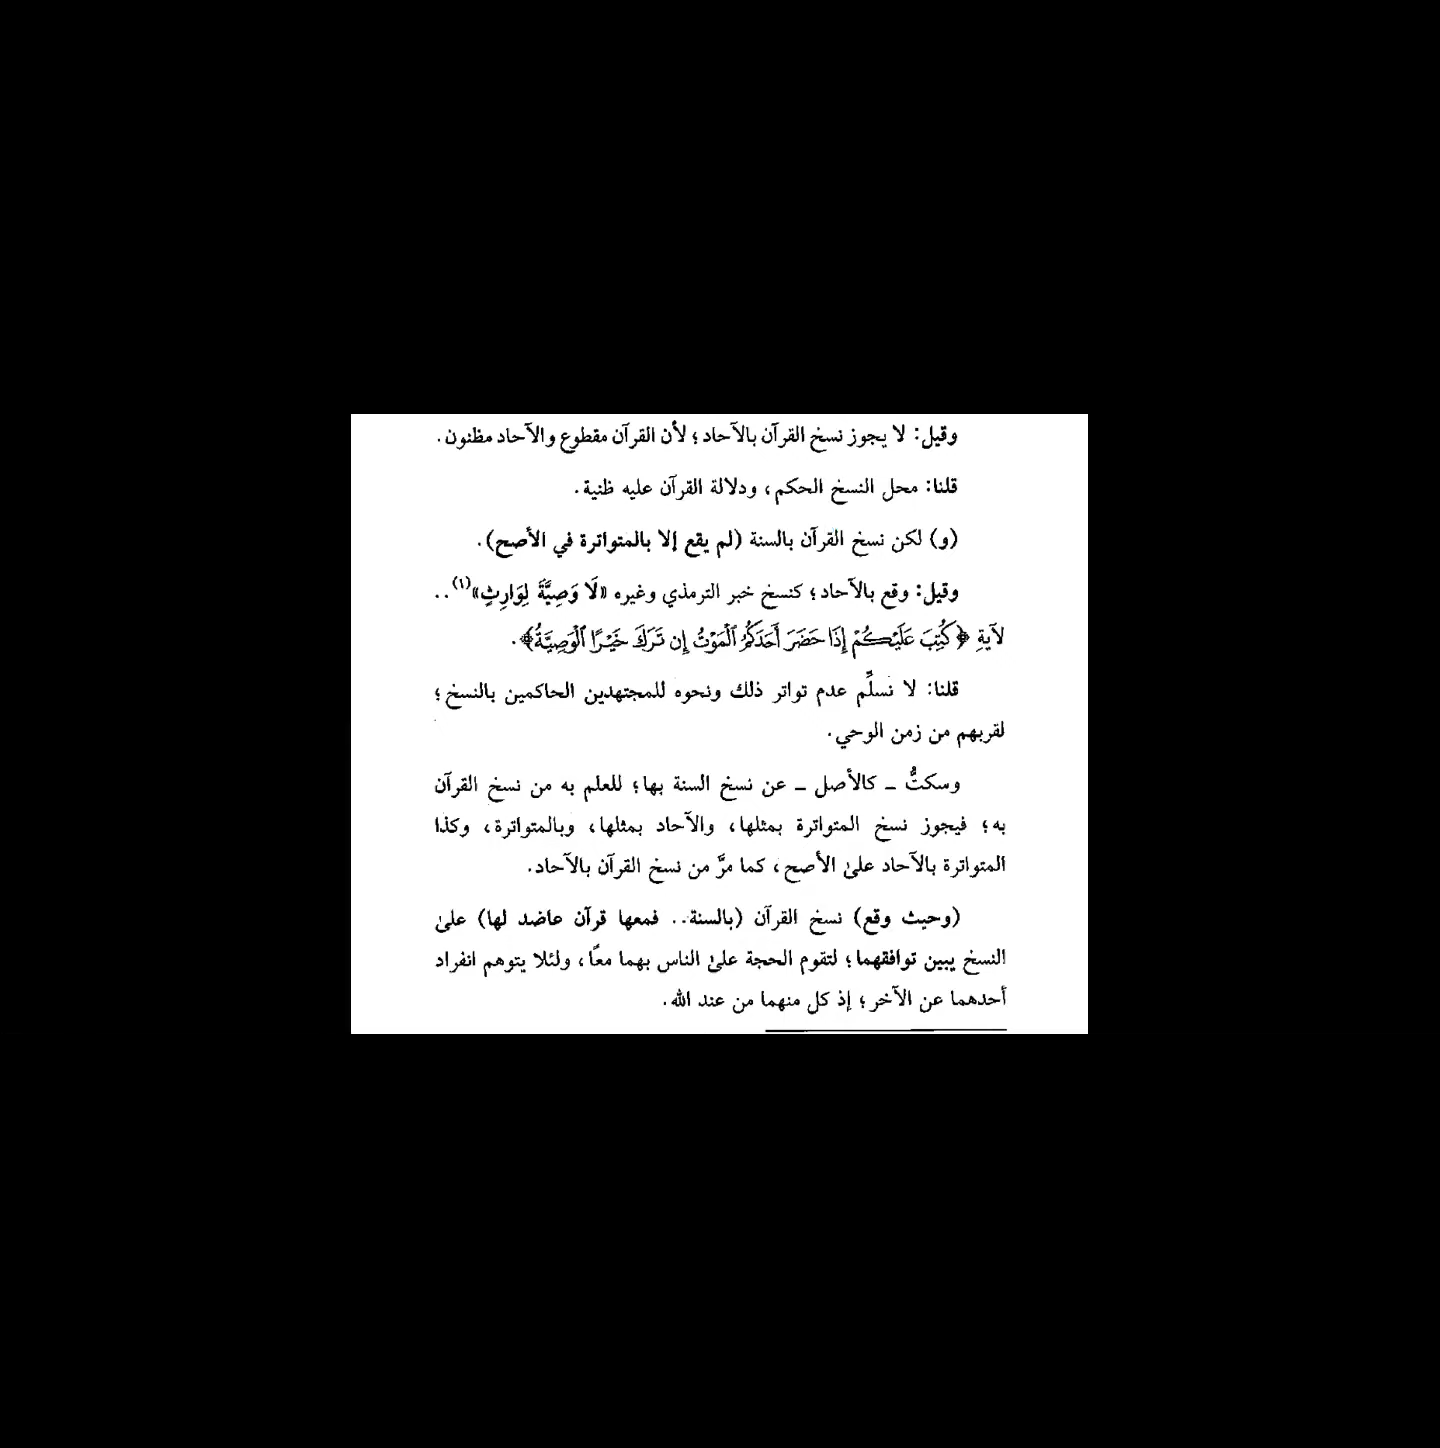 وقيل: لا يجوز نسخ القرآن بالآحاد؛ لأن القرآن مقطوع والآحاد مظنون.
قلنا: محل النسخ الحكم، ودلالة القرآن عليه ظنية.
(و) لكن نسخ القرآن بالسنة (لم يقع إلا بالمتواترة في الأصح).
وقيل: وقع بالآحاد؛ كنسخ خبر الترمذي وغيره «لَا وَصِيَّةَ لِوَارِثٍ»(١)..
لآيةِ ﴿كُتِبَ عَلَيْكُمْ إِذَا حَضَرَ أَحَدَكُمُ ٱلْمَوْتُ إِن تَرَكَ خَيْرًا ٱلْوَصِيَّةُ﴾.
قلنا: لا نسلِّم عدم تواتر ذلك ونحوه للمجتهدين الحاكمين بالنسخ؛
لقربهم من زمن الوحي.
وسكتُّ ــ كالأصل ــ عن نسخ السنة بها؛ للعلم به من نسخ القرآن
به؛ فيجوز نسخ المتواترة بمثلها، والآحاد بمثلها، وبالمتواترة، وكذا
المتواترة بالآحاد علىٰ الأصح، كما مرَّ من نسخ القرآن بالآحاد.
(وحيث وقع) نسخ القرآن (بالسنة.. فمعها قرآن عاضد لها) علىٰ
النسخ يبين توافقهما؛ لتقوم الحجة علىٰ الناس بهما معًا، ولئلا يتوهم انفراد
أحدهما عن الآخر؛ إذ كل منهما من عند الله.